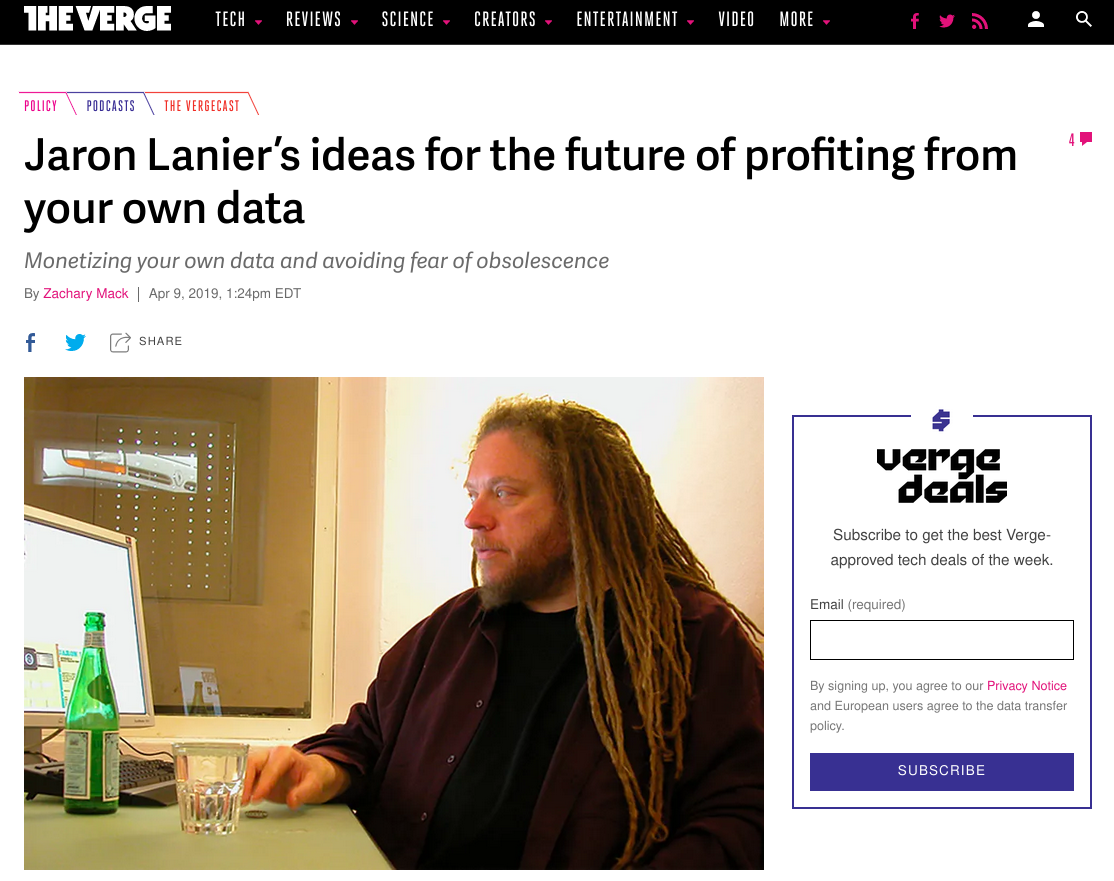 THE VERGE
TECH REVIEWS SCIENCE CREATORS ENTERTAINMENT VIDEO MORE
POLICY PODCASTS THE VERGECAST
Jaron Lanier’s ideas for the future of profiting from
your own data
4
Monetizing your own data and avoiding fear of obsolescence
By Zachary Mack | Apr 9, 2019, 1:24pm EDT
SHARE
verge
deals
Subscribe to get the best Verge-
approved tech deals of the week.
Email (required)
By signing up, you agree to our Privacy Notice
and European users agree to the data transfer
policy.
SUBSCRIBE